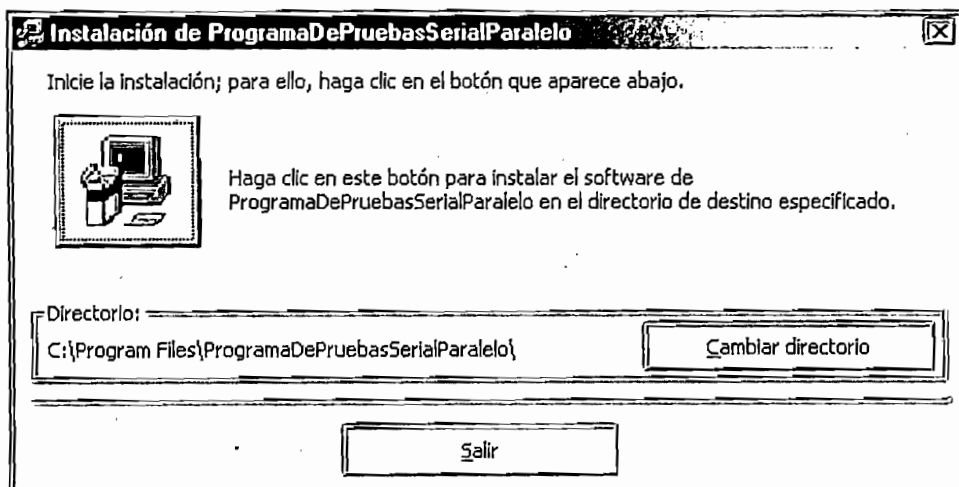 Instalación de ProgramaDePruebasSerialParalelo
Inicie la instalación; para ello, haga clic en el botón que aparece abajo.
Haga clic en este botón para instalar el software de
ProgramaDePruebasSerialParalelo en el directorio de destino especificado.
Directorio:
C:\Program Files\ProgramaDePruebasSerialParalelo\
Cambiar directorio
Salir